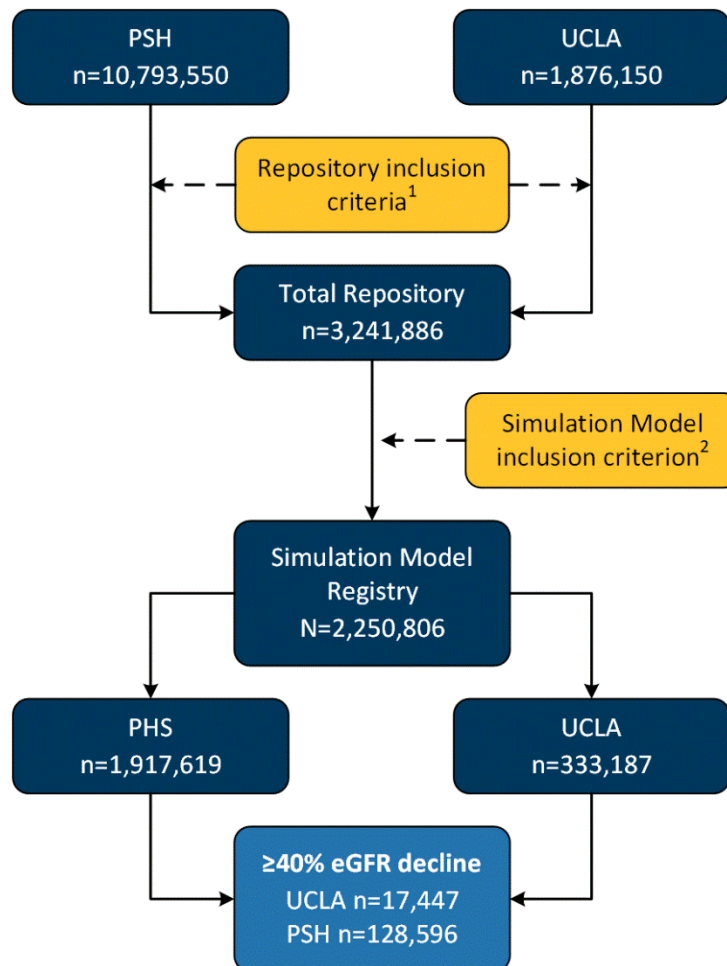 PSH
n=10,793,550
UCLA
n=1,876,150
Repository inclusion
criteria¹
Total Repository
n=3,241,886
Simulation Model
inclusion criterion²
Simulation Model
Registry
N=2,250,806
PHS
n=1,917,619
UCLA
n=333,187
≥40% eGFR decline
UCLA n=17,447
PSH n=128,596